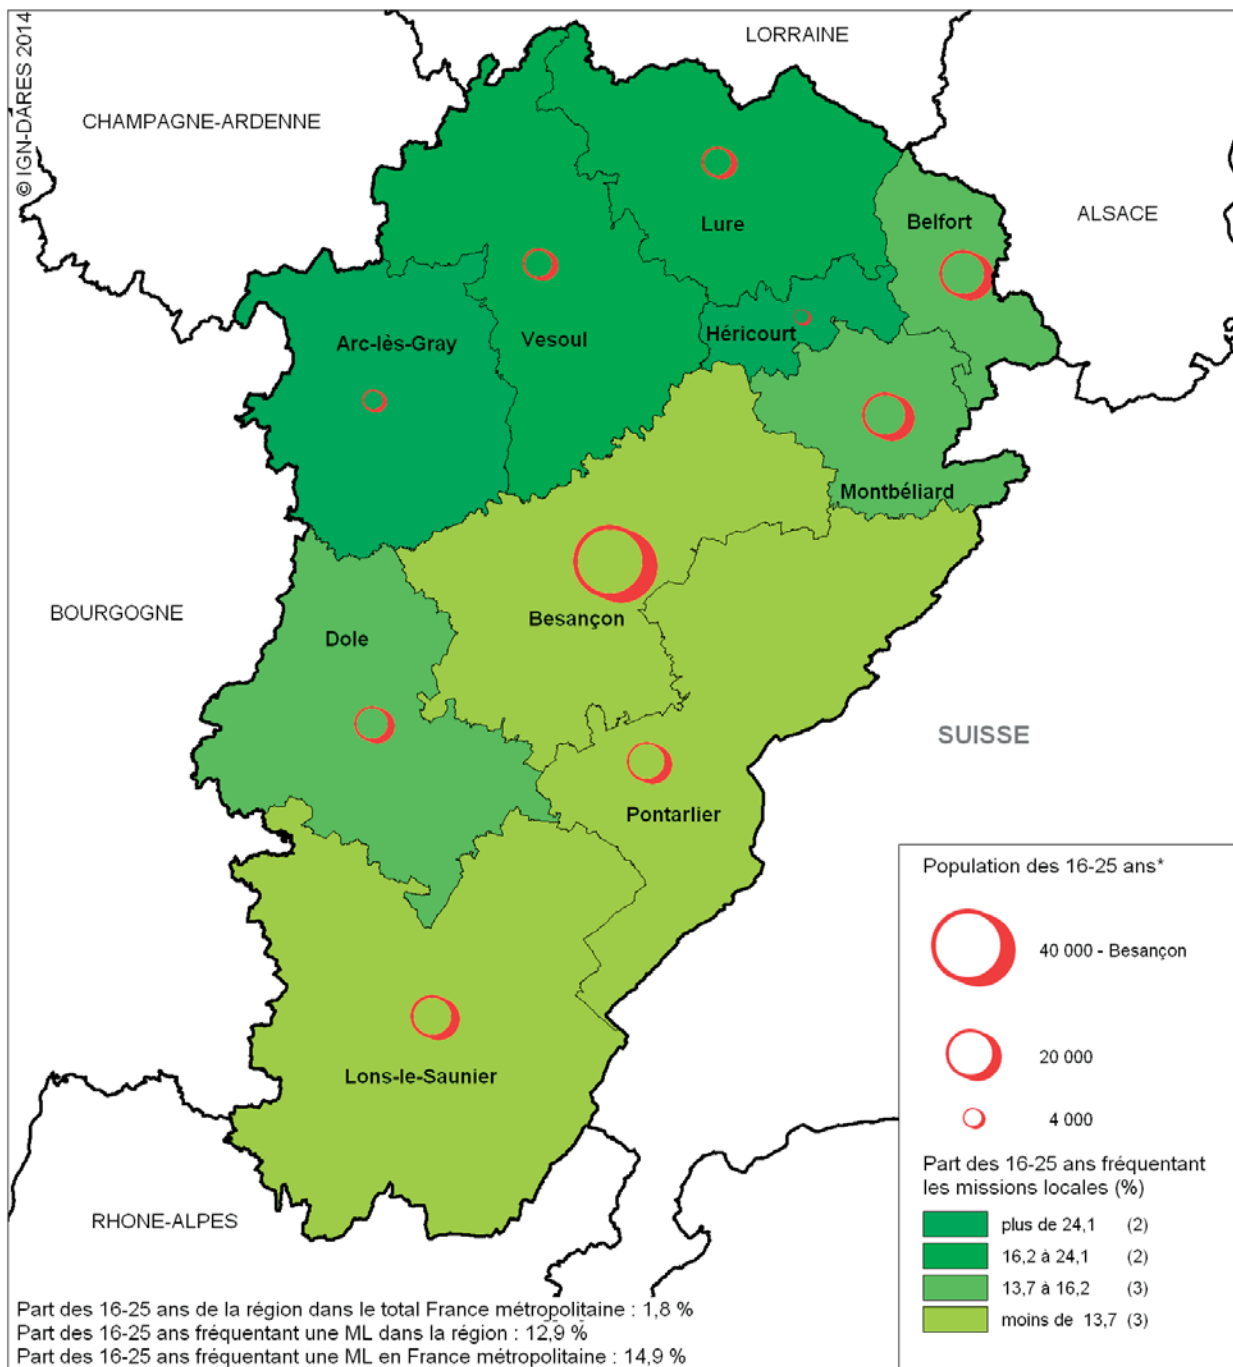 © IGN-DARES 2014
LORRAINE
CHAMPAGNE-ARDENNE
ALSACE
Lure
Belfort
Arc-lès-Gray
Vesoul
Héricourt
Montbéliard
BOURGOGNE
Besançon
Dole
SUISSE
Pontarlier
Lons-le-Saunier
RHONE-ALPES
Population des 16-25 ans*
40 000 - Besançon
20 000
4 000
Part des 16-25 ans fréquentant
les missions locales (%)
plus de 24,1 (2)
16,2 à 24,1 (2)
13,7 à 16,2 (3)
moins de 13,7 (3)
Part des 16-25 ans de la région dans le total France métropolitaine : 1,8 %
Part des 16-25 ans fréquentant une ML dans la région : 12,9 %
Part des 16-25 ans fréquentant une ML en France métropolitaine : 14,9 %